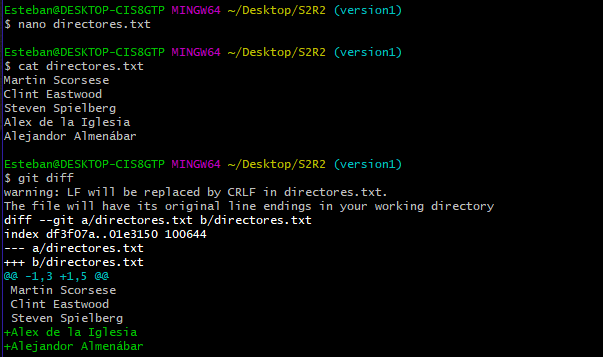 Esteban@DESKTOP-CIS8GTP MINGW64 ~/Desktop/S2R2 (version1)
$ nano directores.txt
Esteban@DESKTOP-CIS8GTP MINGW64 ~/Desktop/S2R2 (version1)
$ cat directores.txt
Martin Scorsese
Clint Eastwood
Steven Spielberg
Alex de la Iglesia
Alejandor Almenábar
Esteban@DESKTOP-CIS8GTP MINGW64 ~/Desktop/S2R2 (version1)
$ git diff
warning: LF will be replaced by CRLF in directores.txt.
The file will have its original line endings in your working directory
diff --git a/directores.txt b/directores.txt
index df3f07a..01e3150 100644
--- a/directores.txt
+++ b/directores.txt
@@ -1,3 +1,5 @@
 Martin Scorsese
 Clint Eastwood
 Steven Spielberg
+Alex de la Iglesia
+Alejandor Almenábar